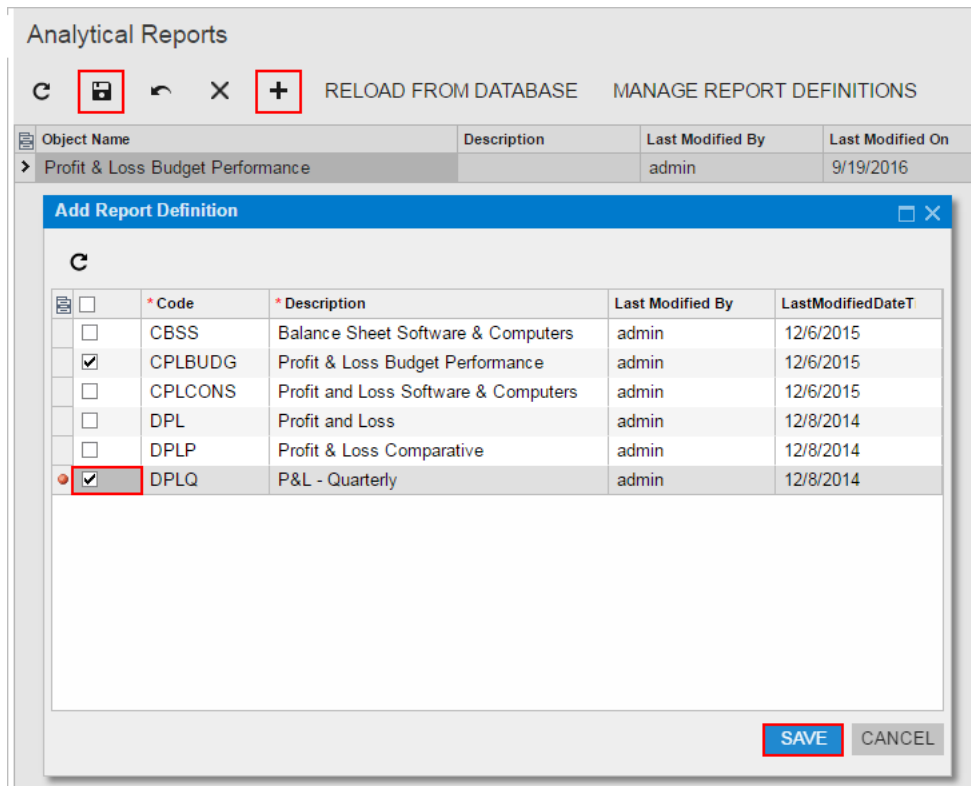 Analytical Reports
RELOAD FROM DATABASE MANAGE REPORT DEFINITIONS
Object Name Description Last Modified By Last Modified On
Profit & Loss Budget Performance admin 9/19/2016
Add Report Definition
* Code * Description Last Modified By LastModifiedDateT
CBSS Balance Sheet Software & Computers admin 12/6/2015
CPLBUDG Profit & Loss Budget Performance admin 12/6/2015
CPLCONS Profit and Loss Software & Computers admin 12/6/2015
DPL Profit and Loss admin 12/8/2014
DPLP Profit & Loss Comparative admin 12/8/2014
DPLQ P&L - Quarterly admin 12/8/2014
SAVE CANCEL